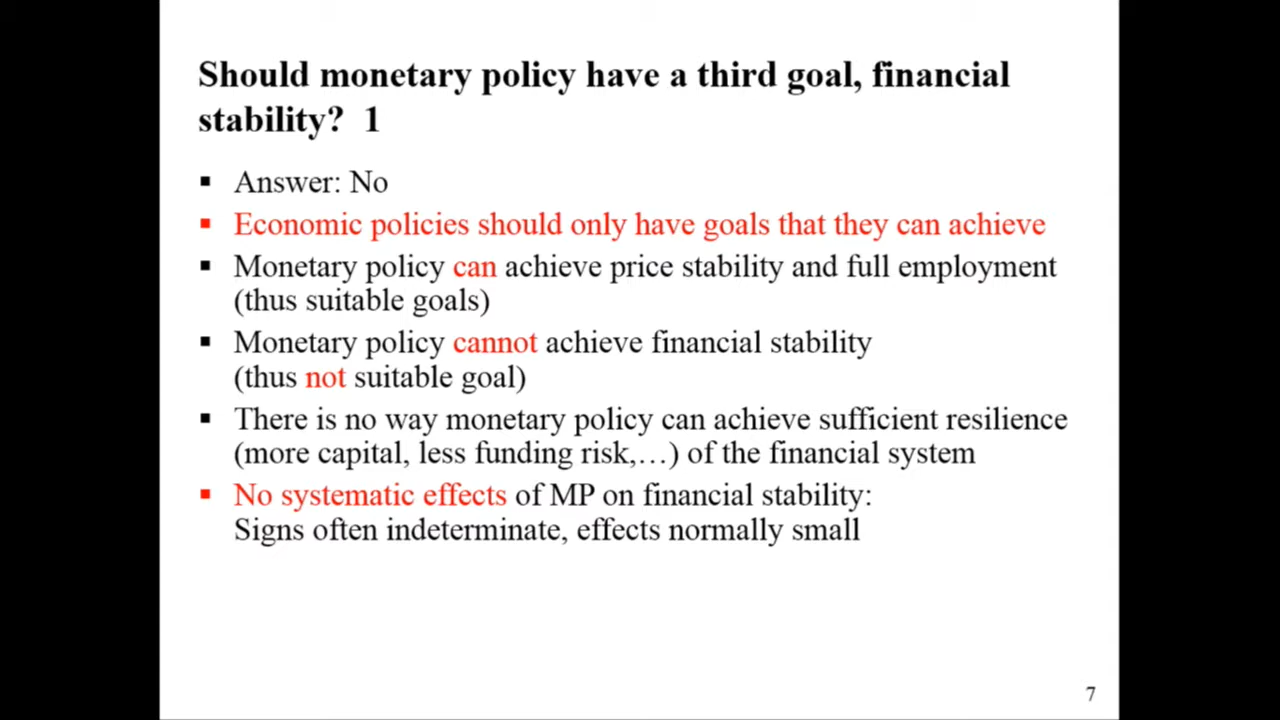 Should monetary policy have a third goal, financial
stability? 1
▪ Answer: No
▪ Economic policies should only have goals that they can achieve
▪ Monetary policy can achieve price stability and full employment
(thus suitable goals)
▪ Monetary policy cannot achieve financial stability
(thus not suitable goal)
▪ There is no way monetary policy can achieve sufficient resilience
(more capital, less funding risk,…) of the financial system
▪ No systematic effects of MP on financial stability:
Signs often indeterminate, effects normally small
7